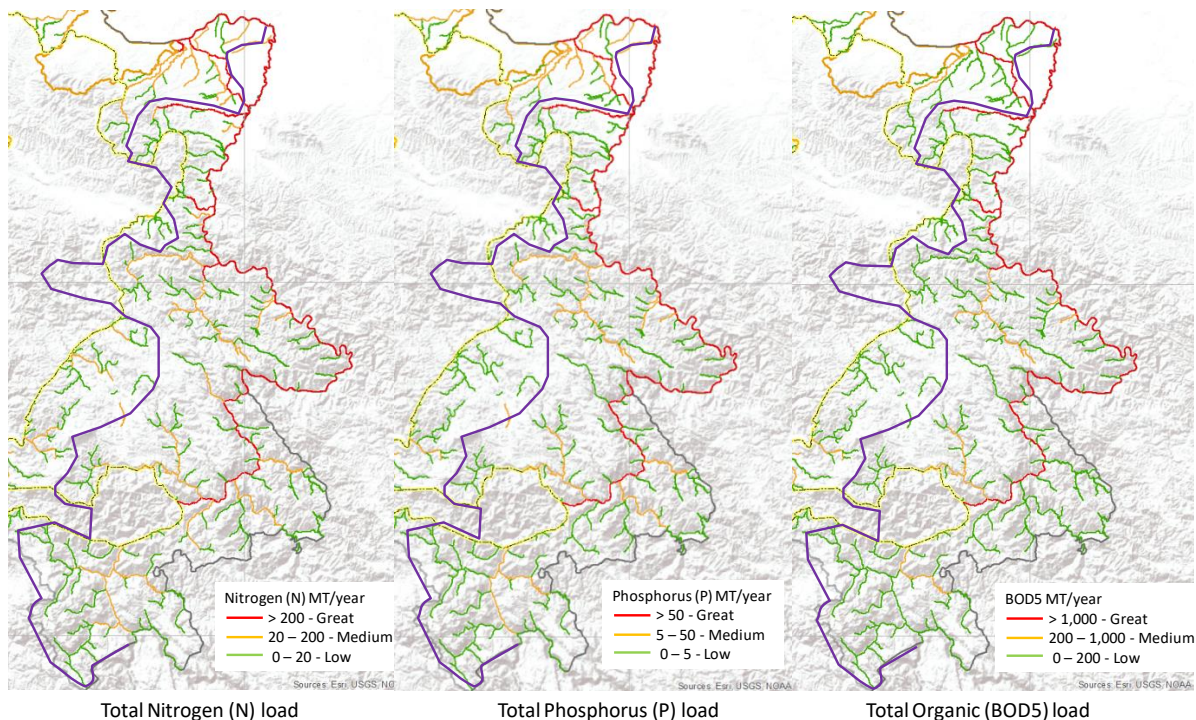 Nitrogen (N) MT/year
> 200 - Great
20 – 200 - Medium
0 – 20 - Low
Sources: Esri, USGS, NO
Total Nitrogen (N) load
Phosphorus (P) MT/year
> 50 - Great
5 – 50 - Medium
0 – 5 - Low
Sources: Esri, USGS, NOAA
Total Phosphorus (P) load
BOD5 MT/year
> 1,000 - Great
200 – 1,000 - Medium
0 – 200 - Low
Sources: Esri, USGS, NOAA
Total Organic (BOD5) load